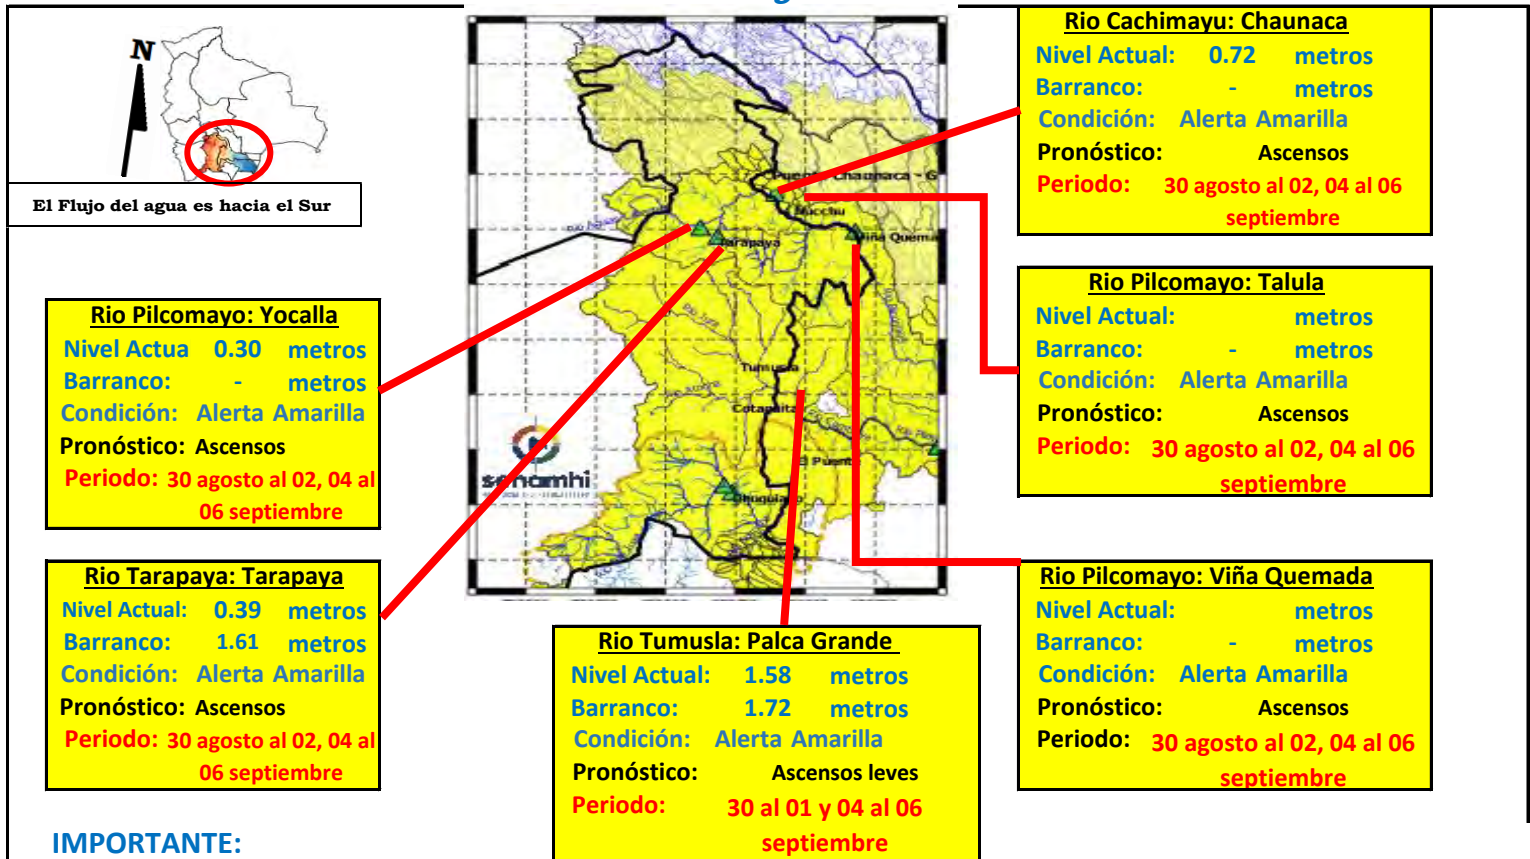 N
El Flujo del agua es hacia el Sur
Rio Pilcomayo: Yocalla
Nivel Actua 0.30 metros
Barranco: - metros
Condición: Alerta Amarilla
Pronóstico: Ascensos
Periodo: 30 agosto al 02, 04 al
06 septiembre
Rio Tarapaya: Tarapaya
Nivel Actual: 0.39 metros
Barranco: 1.61 metros
Condición: Alerta Amarilla
Pronóstico: Ascensos
Periodo: 30 agosto al 02, 04 al
06 septiembre
IMPORTANTE:
Puente Chaunaca - G
Tarapaya
Viña Quema
Tumusla
Cotagaita
El Puente
senamhi
Rio Tumusla: Palca Grande
Nivel Actual: 1.58 metros
Barranco: 1.72 metros
Condición: Alerta Amarilla
Pronóstico: Ascensos leves
Periodo: 30 al 01 y 04 al 06
septiembre
Rio Cachimayu: Chaunaca
Nivel Actual: 0.72 metros
Barranco: - metros
Condición: Alerta Amarilla
Pronóstico: Ascensos
Periodo: 30 agosto al 02, 04 al 06
septiembre
Rio Pilcomayo: Talula
Nivel Actual: metros
Barranco: - metros
Condición: Alerta Amarilla
Pronóstico: Ascensos
Periodo: 30 agosto al 02, 04 al 06
septiembre
Rio Pilcomayo: Viña Quemada
Nivel Actual: metros
Barranco: - metros
Condición: Alerta Amarilla
Pronóstico: Ascensos
Periodo: 30 agosto al 02, 04 al 06
septiembre